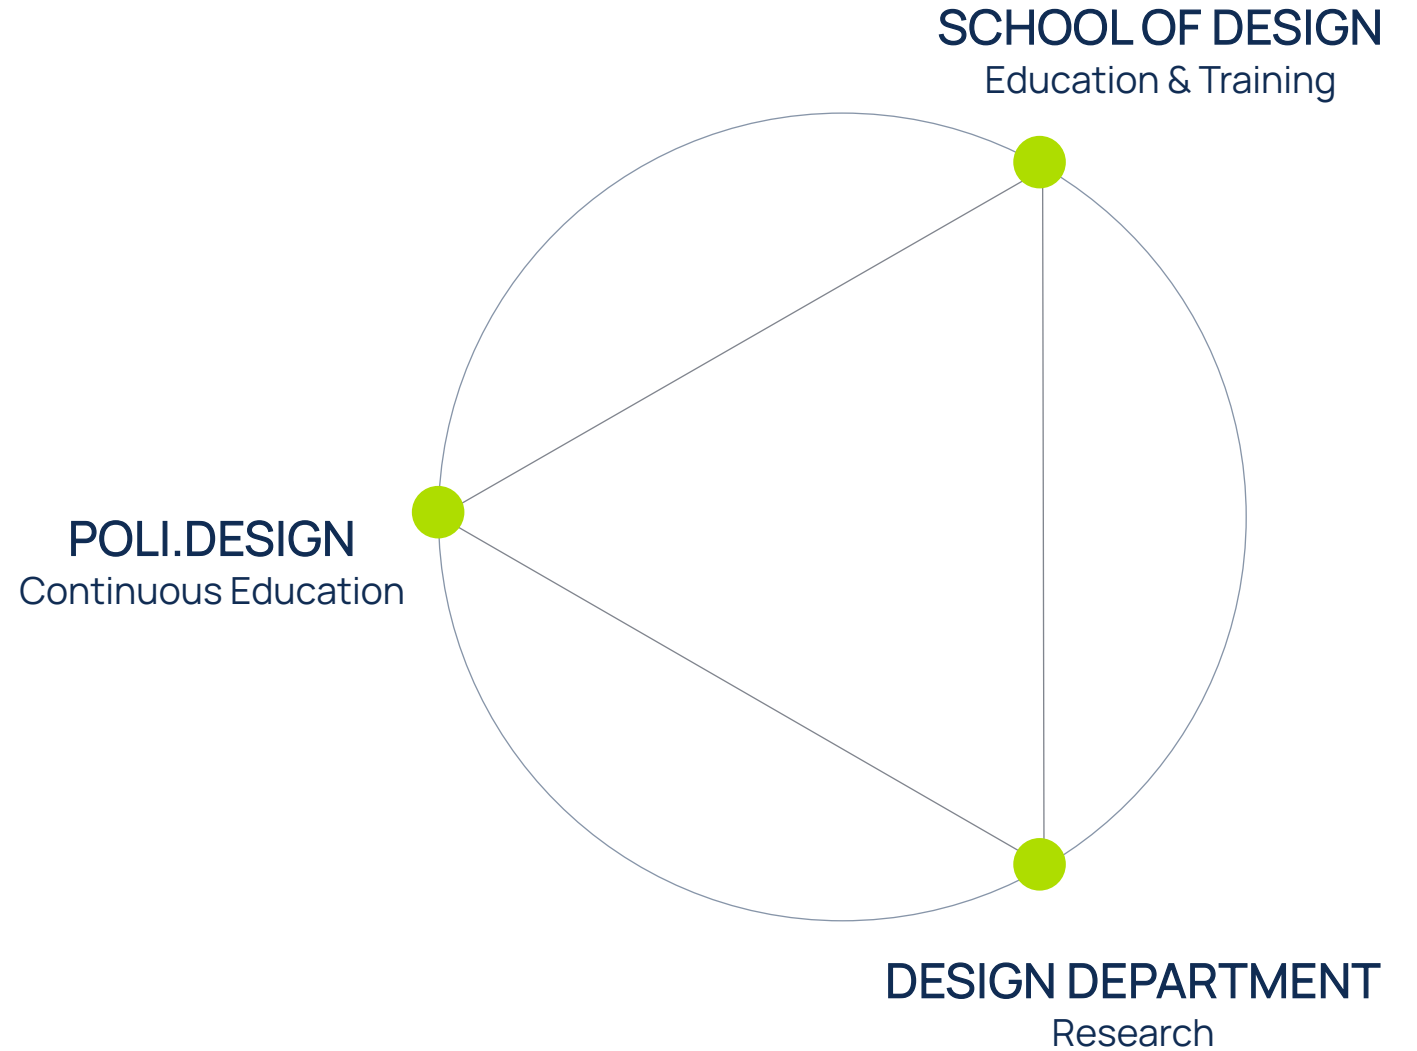 SCHOOL OF DESIGN
Education & Training
POLI.DESIGN
Continuous Education
DESIGN DEPARTMENT
Research